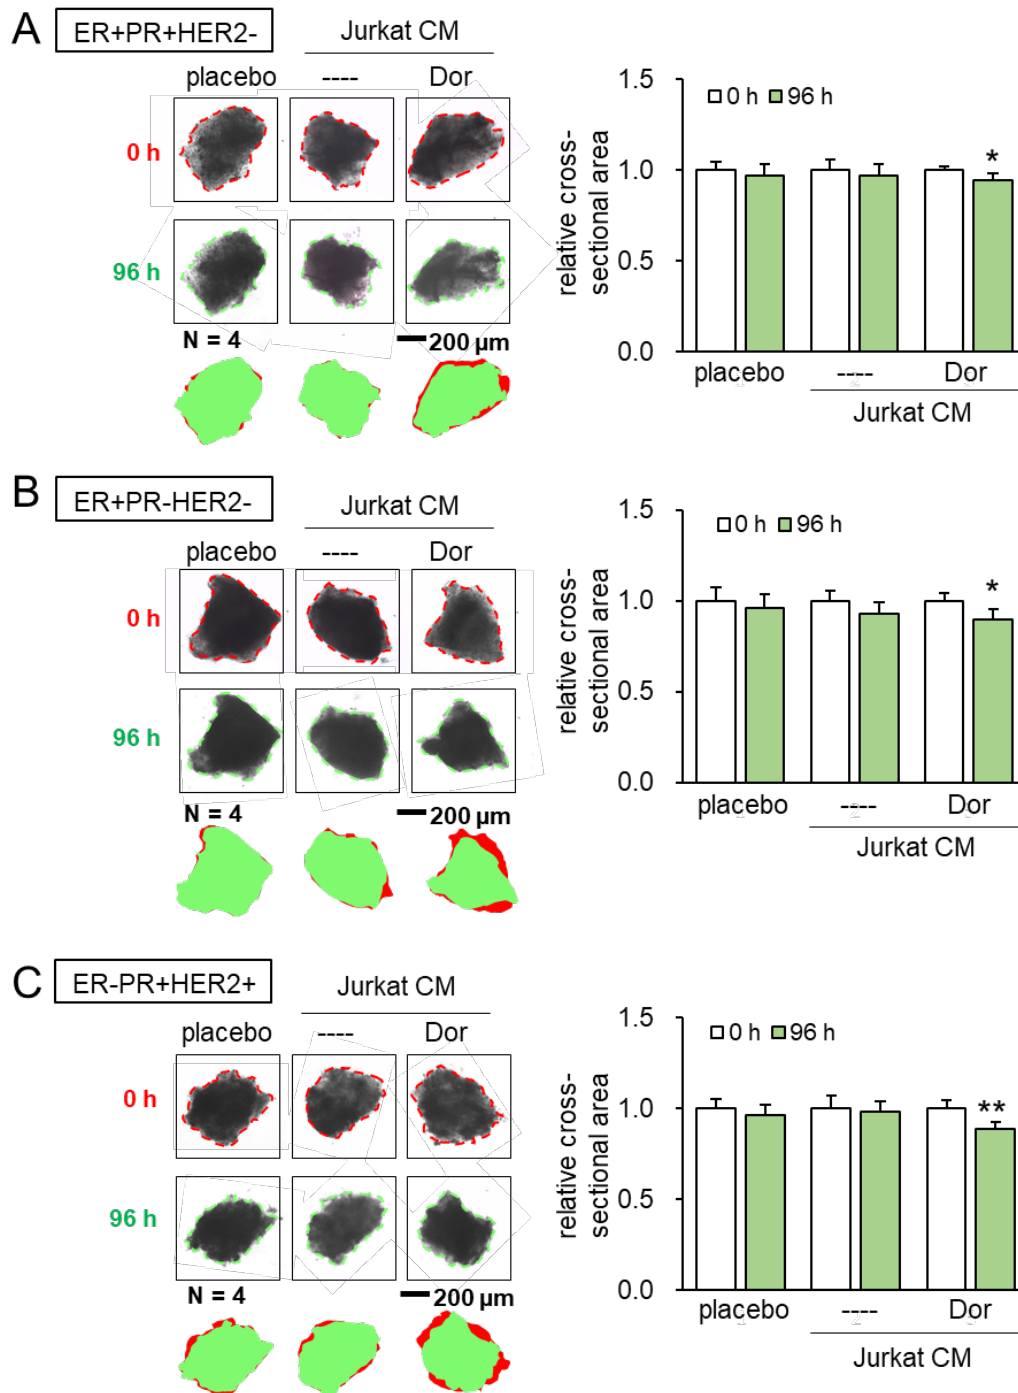 A
ER+PR+HER2-
Jurkat CM
placebo
----
Dor
0 h
96 h
N = 4
200 µm
relative cross-
sectional area
1.5
1.0
0.5
0.0
0 h
96 h
*
placebo
----
Dor
Jurkat CM
B
ER+PR-HER2-
Jurkat CM
placebo
----
Dor
0 h
96 h
N = 4
200 µm
relative cross-
sectional area
1.5
1.0
0.5
0.0
0 h
96 h
*
placebo
----
Dor
Jurkat CM
C
ER-PR+HER2+
Jurkat CM
placebo
----
Dor
0 h
96 h
N = 4
200 µm
relative cross-
sectional area
1.5
1.0
0.5
0.0
0 h
96 h
**
placebo
----
Dor
Jurkat CM